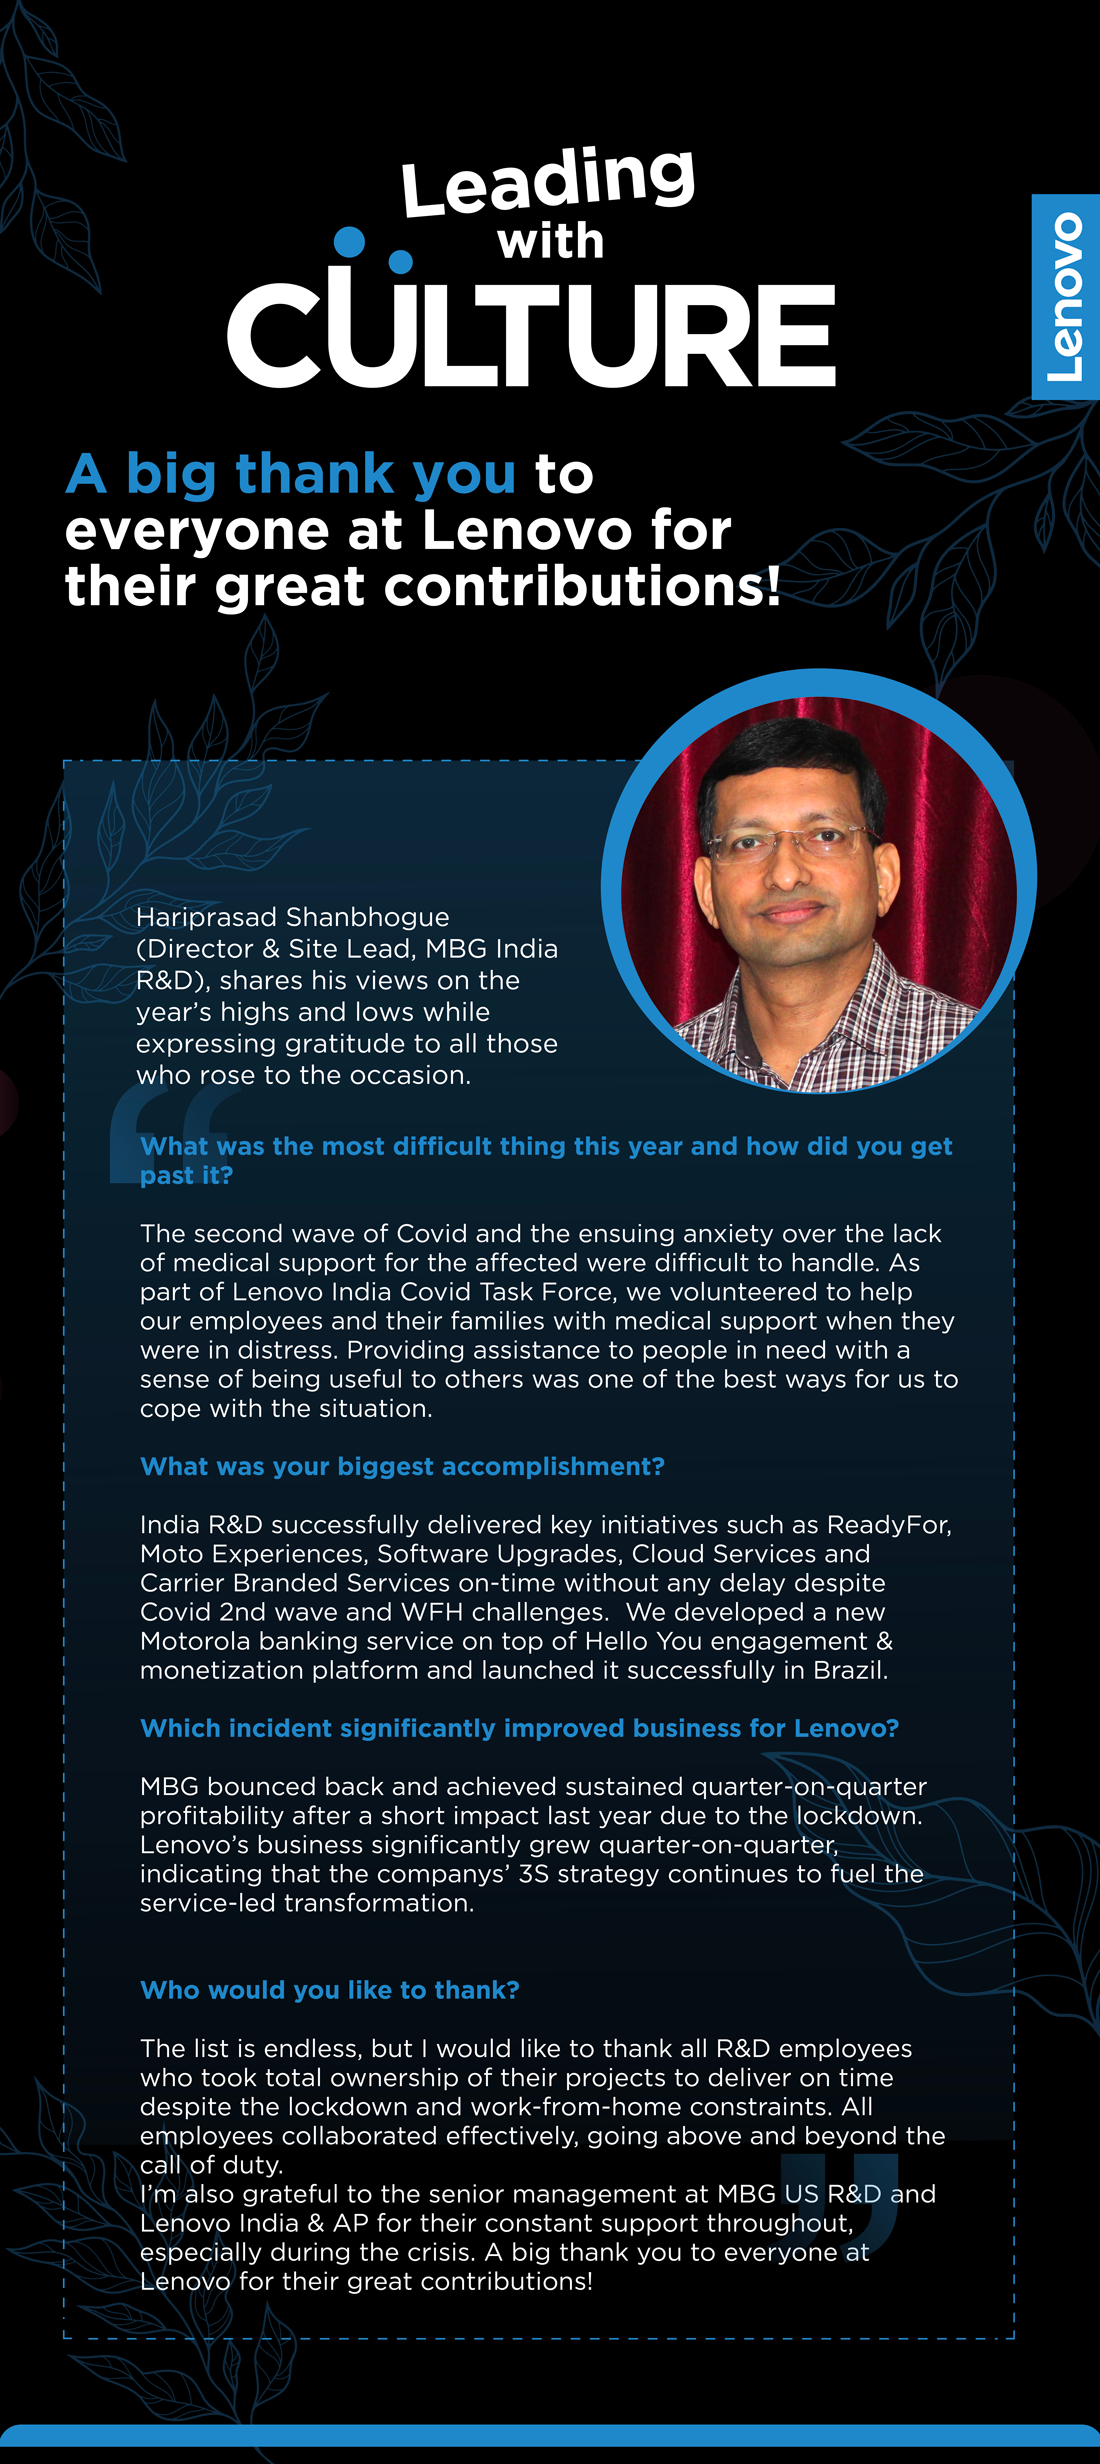 Leading
with
CÜLTURE
Lenovo
A big thank you to
everyone at Lenovo for
their great contributions!
Hariprasad Shanbhogue
(Director & Site Lead, MBG India
R&D), shares his views on the
year's highs and lows while
expressing gratitude to all those
who rose to the occasion.
What was the most difficult thing this year and how did you get
past it?
The second wave of Covid and the ensuing anxiety over the lack
of medical support for the affected were difficult to handle. As
part of Lenovo India Covid Task Force, we volunteered to help
our employees and their families with medical support when they
were in distress. Providing assistance to people in need with a
sense of being useful to others was one of the best ways for us to
cope with the situation.
What was your biggest accomplishment?
India R&D successfully delivered key initiatives such as ReadyFor,
Moto Experiences, Software Upgrades, Cloud Services and
Carrier Branded Services on-time without any delay despite
Covid 2nd wave and WFH challenges.  We developed a new
Motorola banking service on top of Hello You engagement &
monetization platform and launched it successfully in Brazil.
Which incident significantly improved business for Lenovo?
MBG bounced back and achieved sustained quarter-on-quarter
profitability after a short impact last year due to the lockdown.
Lenovo's business significantly grew quarter-on-quarter,
indicating that the companys' 3S strategy continues to fuel the
service-led transformation.
Who would you like to thank?
The list is endless, but I would like to thank all R&D employees
who took total ownership of their projects to deliver on time
despite the lockdown and work-from-home constraints. All
employees collaborated effectively, going above and beyond the
call of duty.
I'm also grateful to the senior management at MBG US R&D and
Lenovo India & AP for their constant support throughout,
especially during the crisis. A big thank you to everyone at
Lenovo for their great contributions!